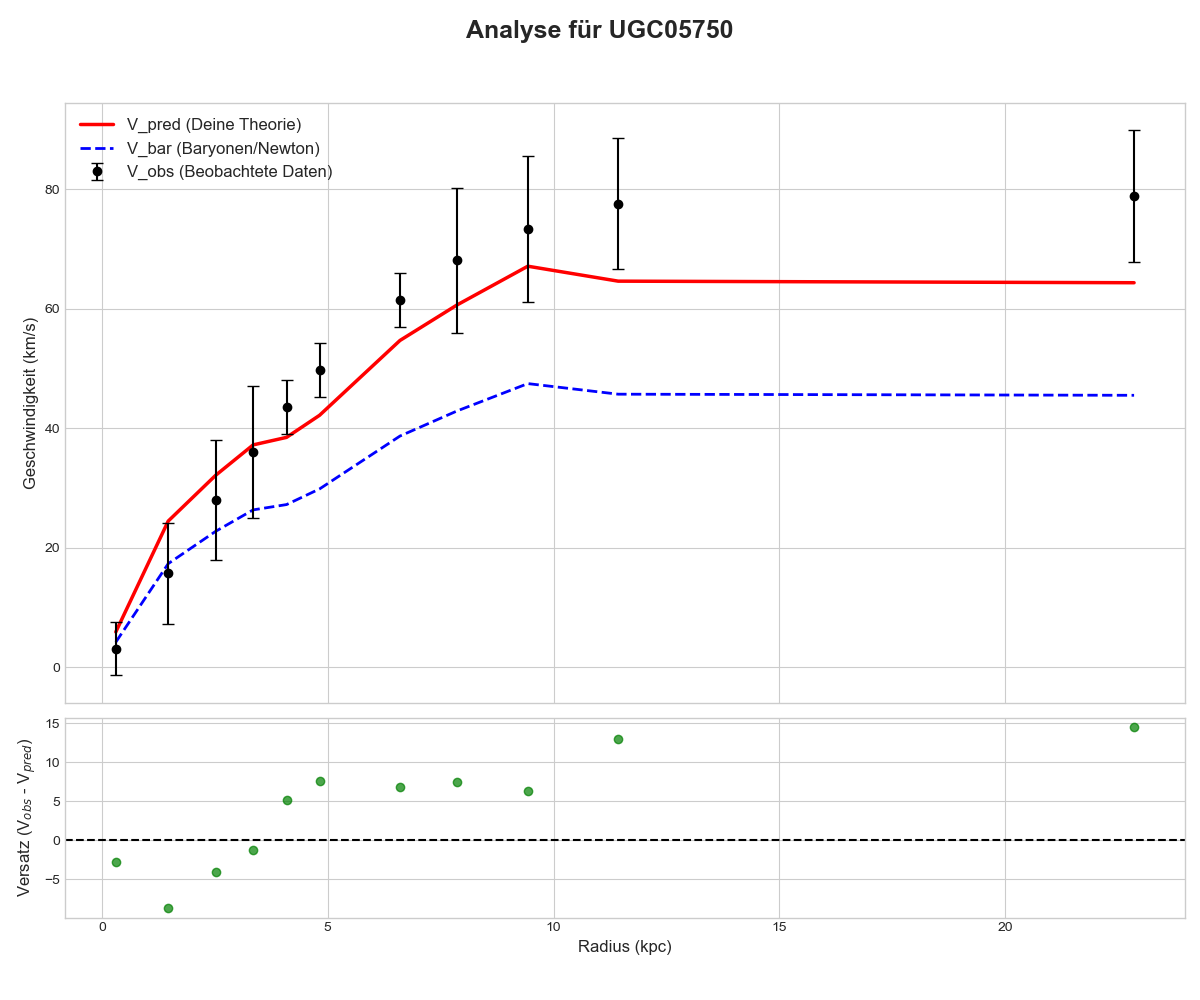 Analyse für UGC05750
V_pred (Deine Theorie)
V_bar (Baryonen/Newton)
V_obs (Beobachtete Daten)
Geschwindigkeit (km/s)
80
60
40
20
0
Versatz (V_obs - V_pred)
15
10
5
0
−5
0 5 10 15 20
Radius (kpc)